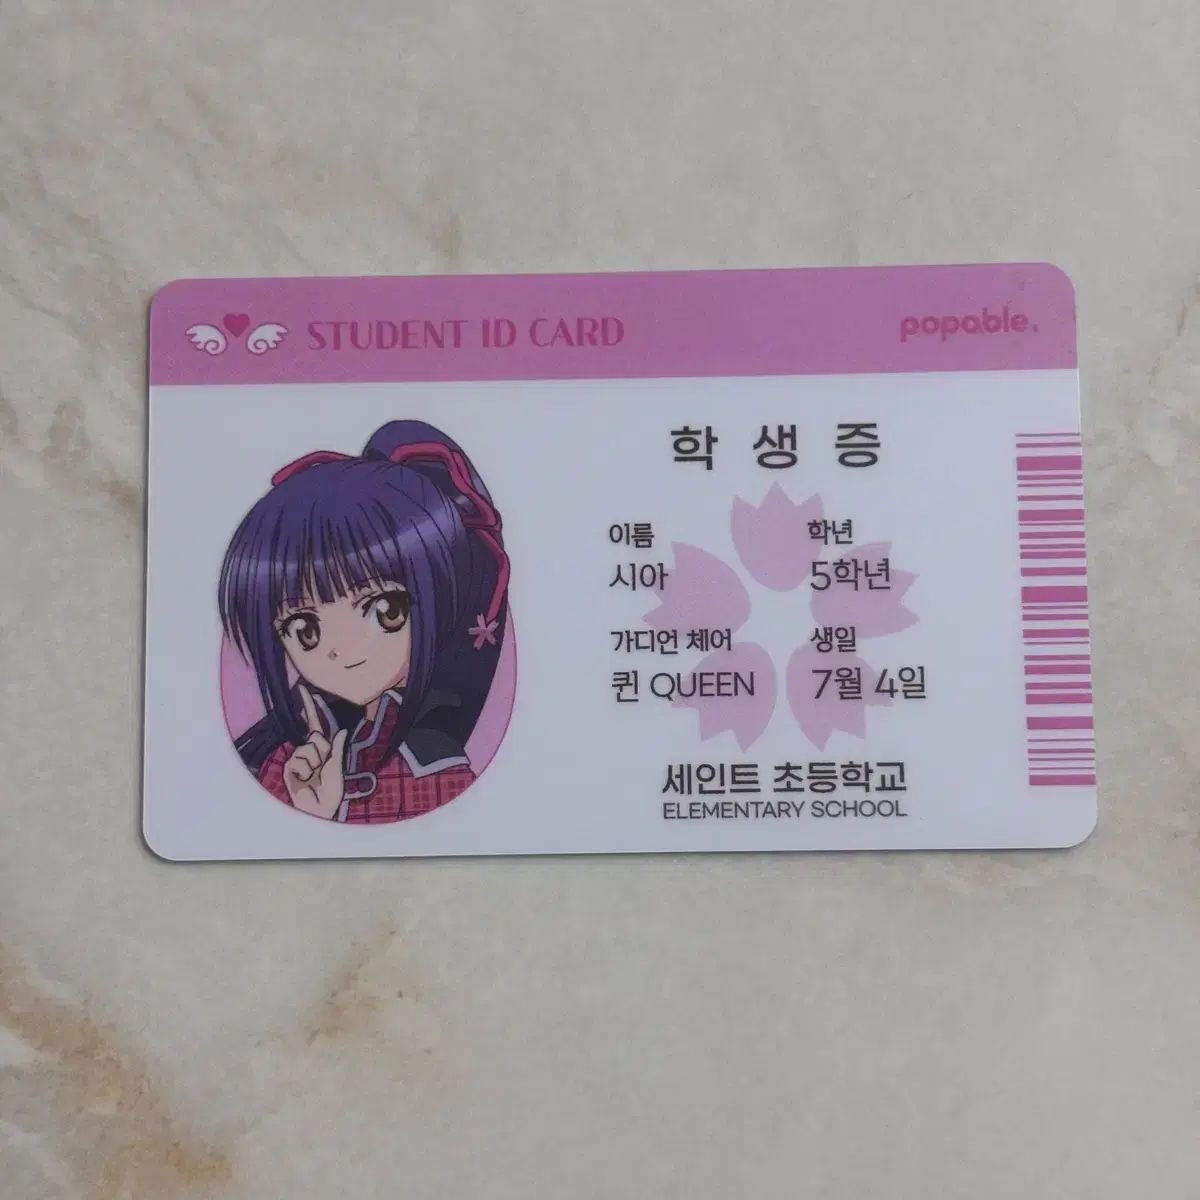 STUDENT ID CARD
popable.
학 생 증
이름 학년
시아 5학년
가디언 체어 생일
퀸 QUEEN 7월 4일
세인트 초등학교
ELEMENTARY SCHOOL